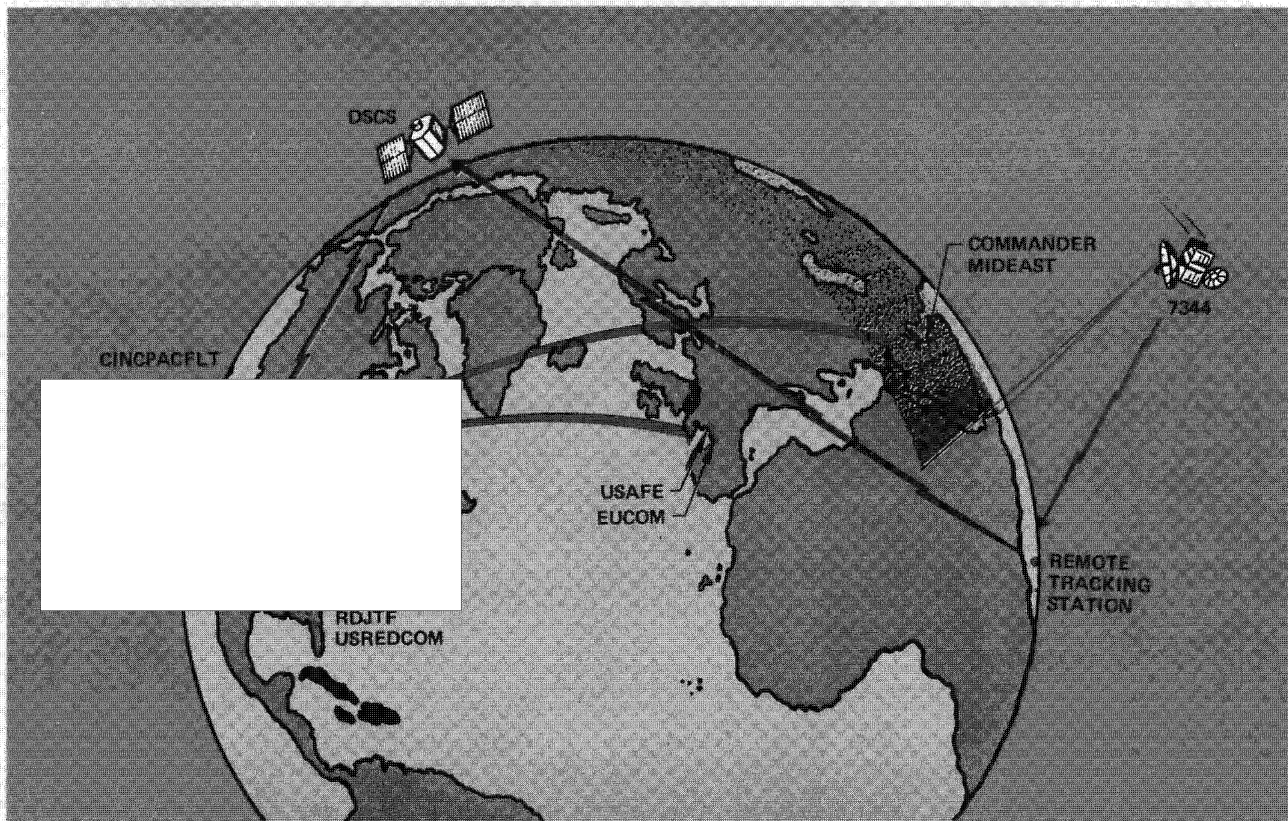 DSCS
COMMANDER
MIDEAST
7344
CINCPACFLT
USAFE
EUCOM
REMOTE
TRACKING
STATION
RDJTF
USREDCOM